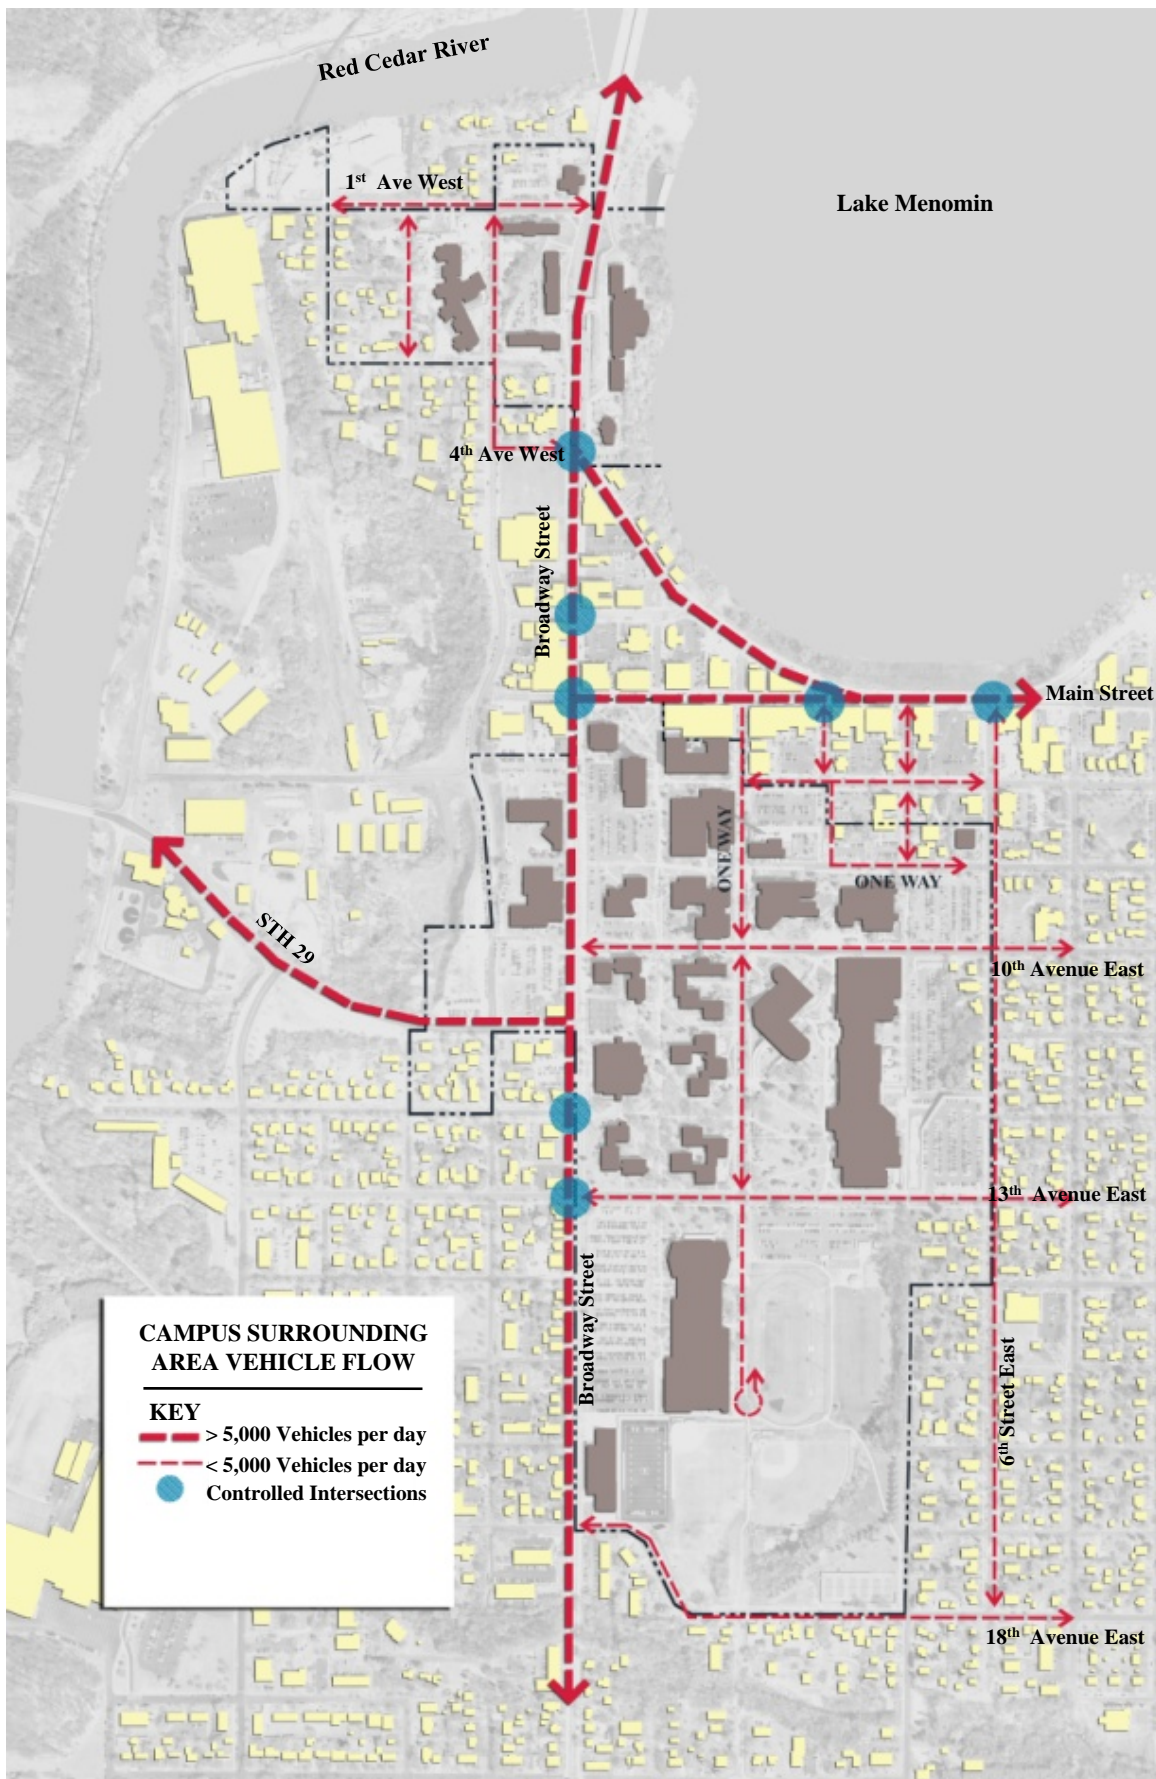 Red Cedar River
1st Ave West
Lake Menomin
4th Ave West
Broadway Street
Main Street
ONE WAY
ONE WAY
STH 29
10th Avenue East
13th Avenue East
Broadway Street
6th Street East
18th Avenue East
CAMPUS SURROUNDING
AREA VEHICLE FLOW
KEY
> 5,000 Vehicles per day
< 5,000 Vehicles per day
Controlled Intersections